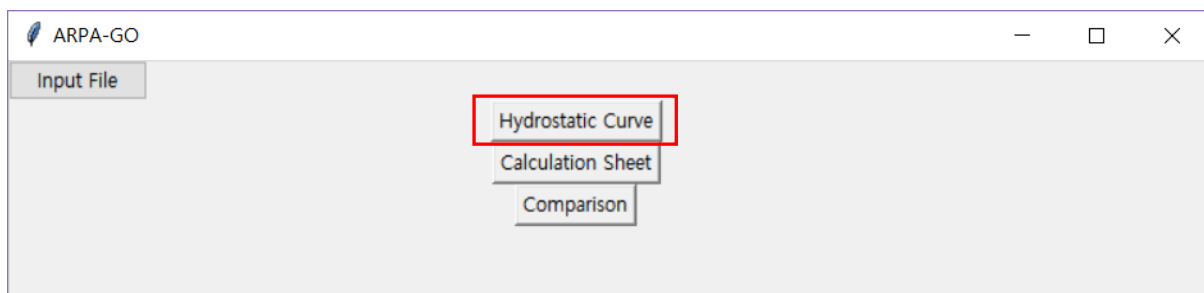 ARPA-GO
Input File
Hydrostatic Curve
Calculation Sheet
Comparison